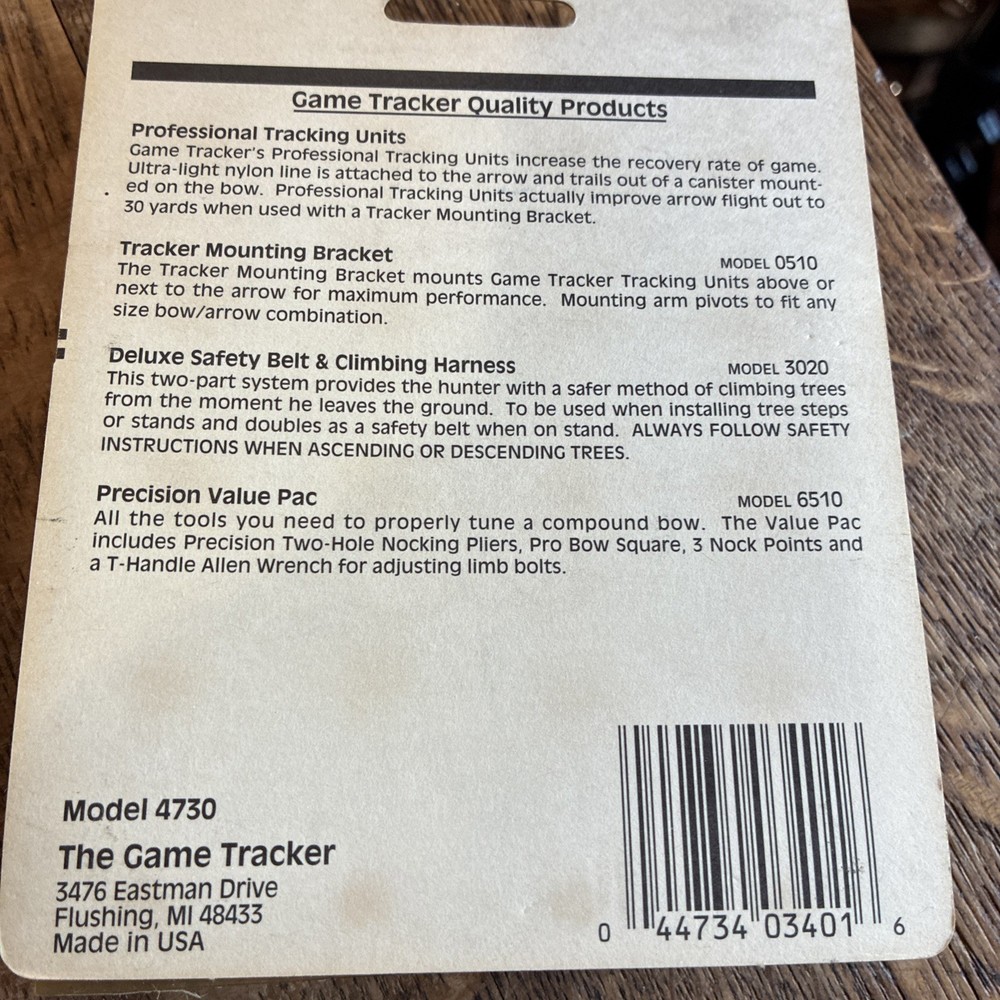 Game Tracker Quality Products
Professional Tracking Units
Game Tracker's Professional Tracking Units increase the recovery rate of game.
Ultra-light nylon line is attached to the arrow and trails out of a canister mount-
ed on the bow. Professional Tracking Units actually improve arrow flight out to
30 yards when used with a Tracker Mounting Bracket.
Tracker Mounting Bracket MODEL 0510
The Tracker Mounting Bracket mounts Game Tracker Tracking Units above or
next to the arrow for maximum performance. Mounting arm pivots to fit any
size bow/arrow combination.
Deluxe Safety Belt & Climbing Harness MODEL 3020
This two-part system provides the hunter with a safer method of climbing trees
from the moment he leaves the ground. To be used when installing tree steps
or stands and doubles as a safety belt when on stand. ALWAYS FOLLOW SAFETY
INSTRUCTIONS WHEN ASCENDING OR DESCENDING TREES.
Precision Value Pac MODEL 6510
All the tools you need to properly tune a compound bow. The Value Pac
includes Precision Two-Hole Nocking Pliers, Pro Bow Square, 3 Nock Points and
a T-Handle Allen Wrench for adjusting limb bolts.
Model 4730
The Game Tracker
3476 Eastman Drive
Flushing, MI 48433
Made in USA
0 44734 03401 6